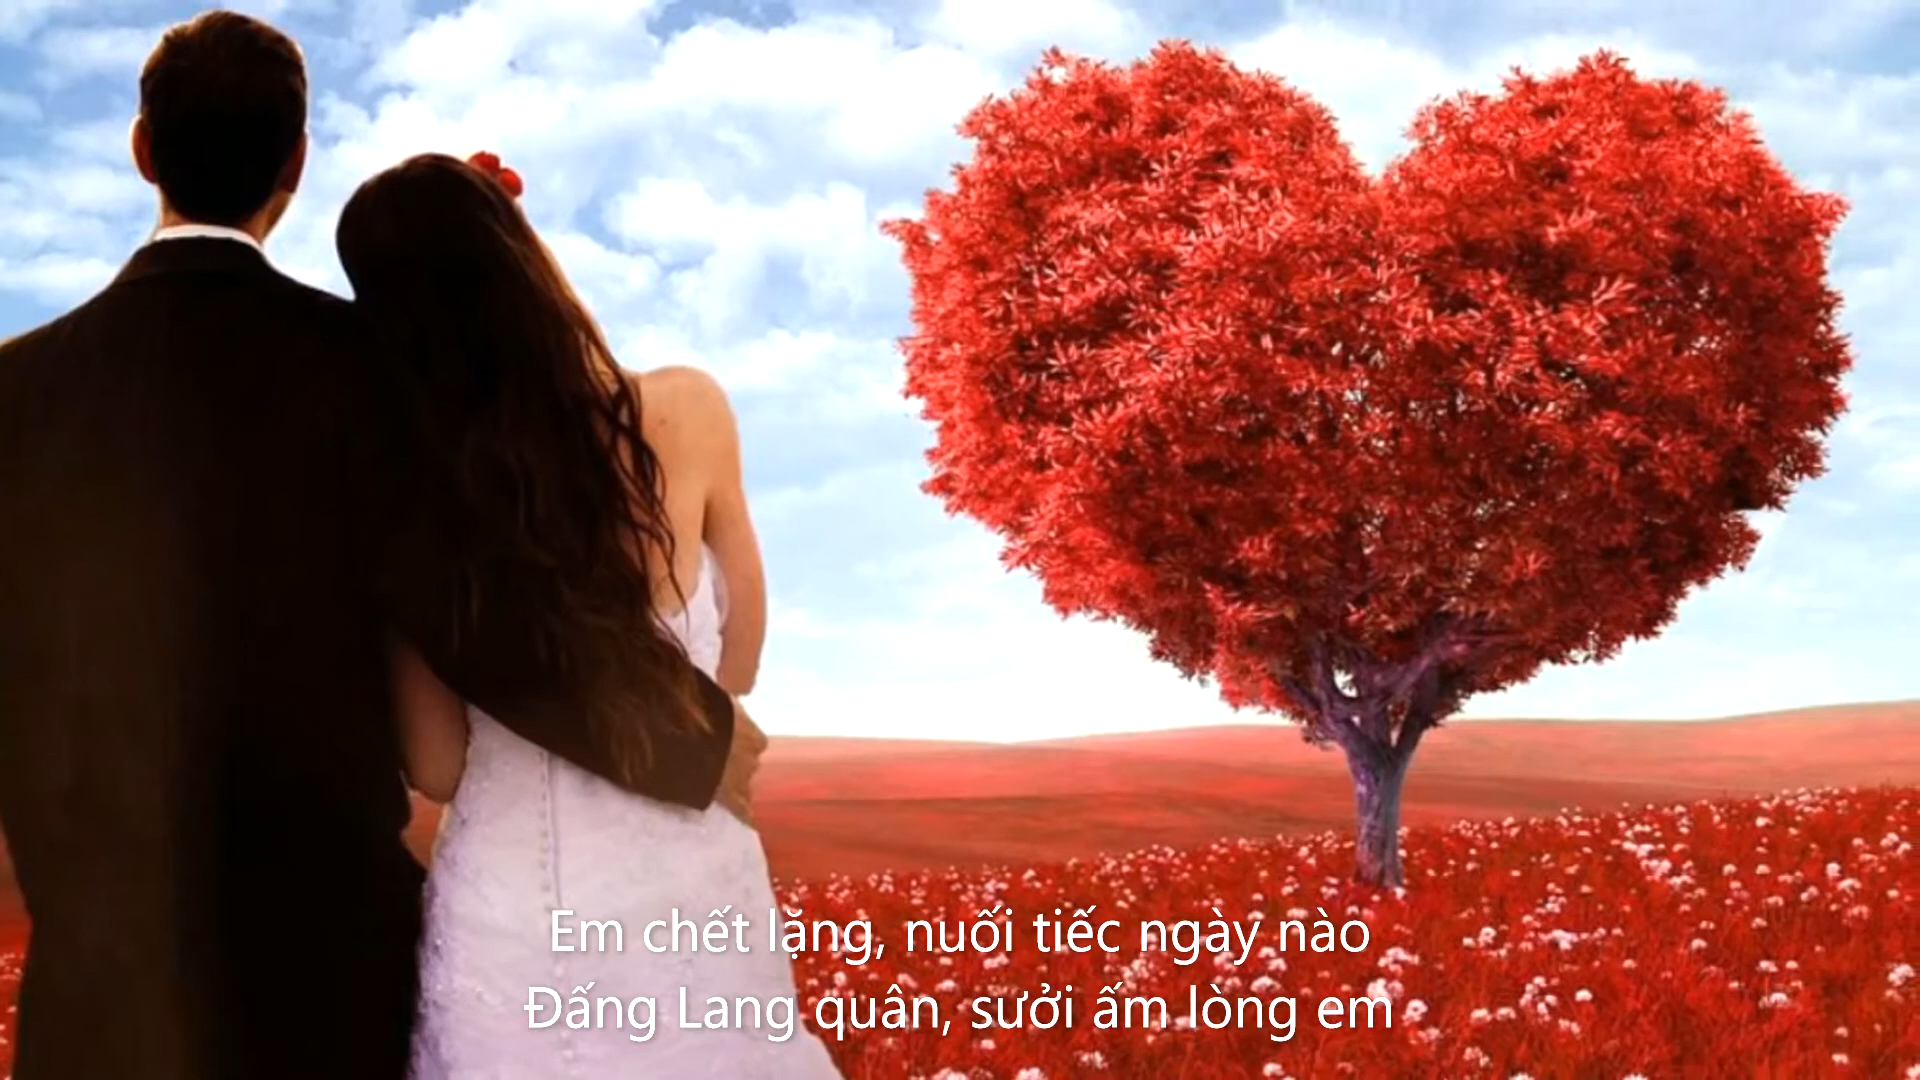 Em chết lặng, nuối tiếc ngày nào
Đấng Lang quân, sưởi ấm lòng em